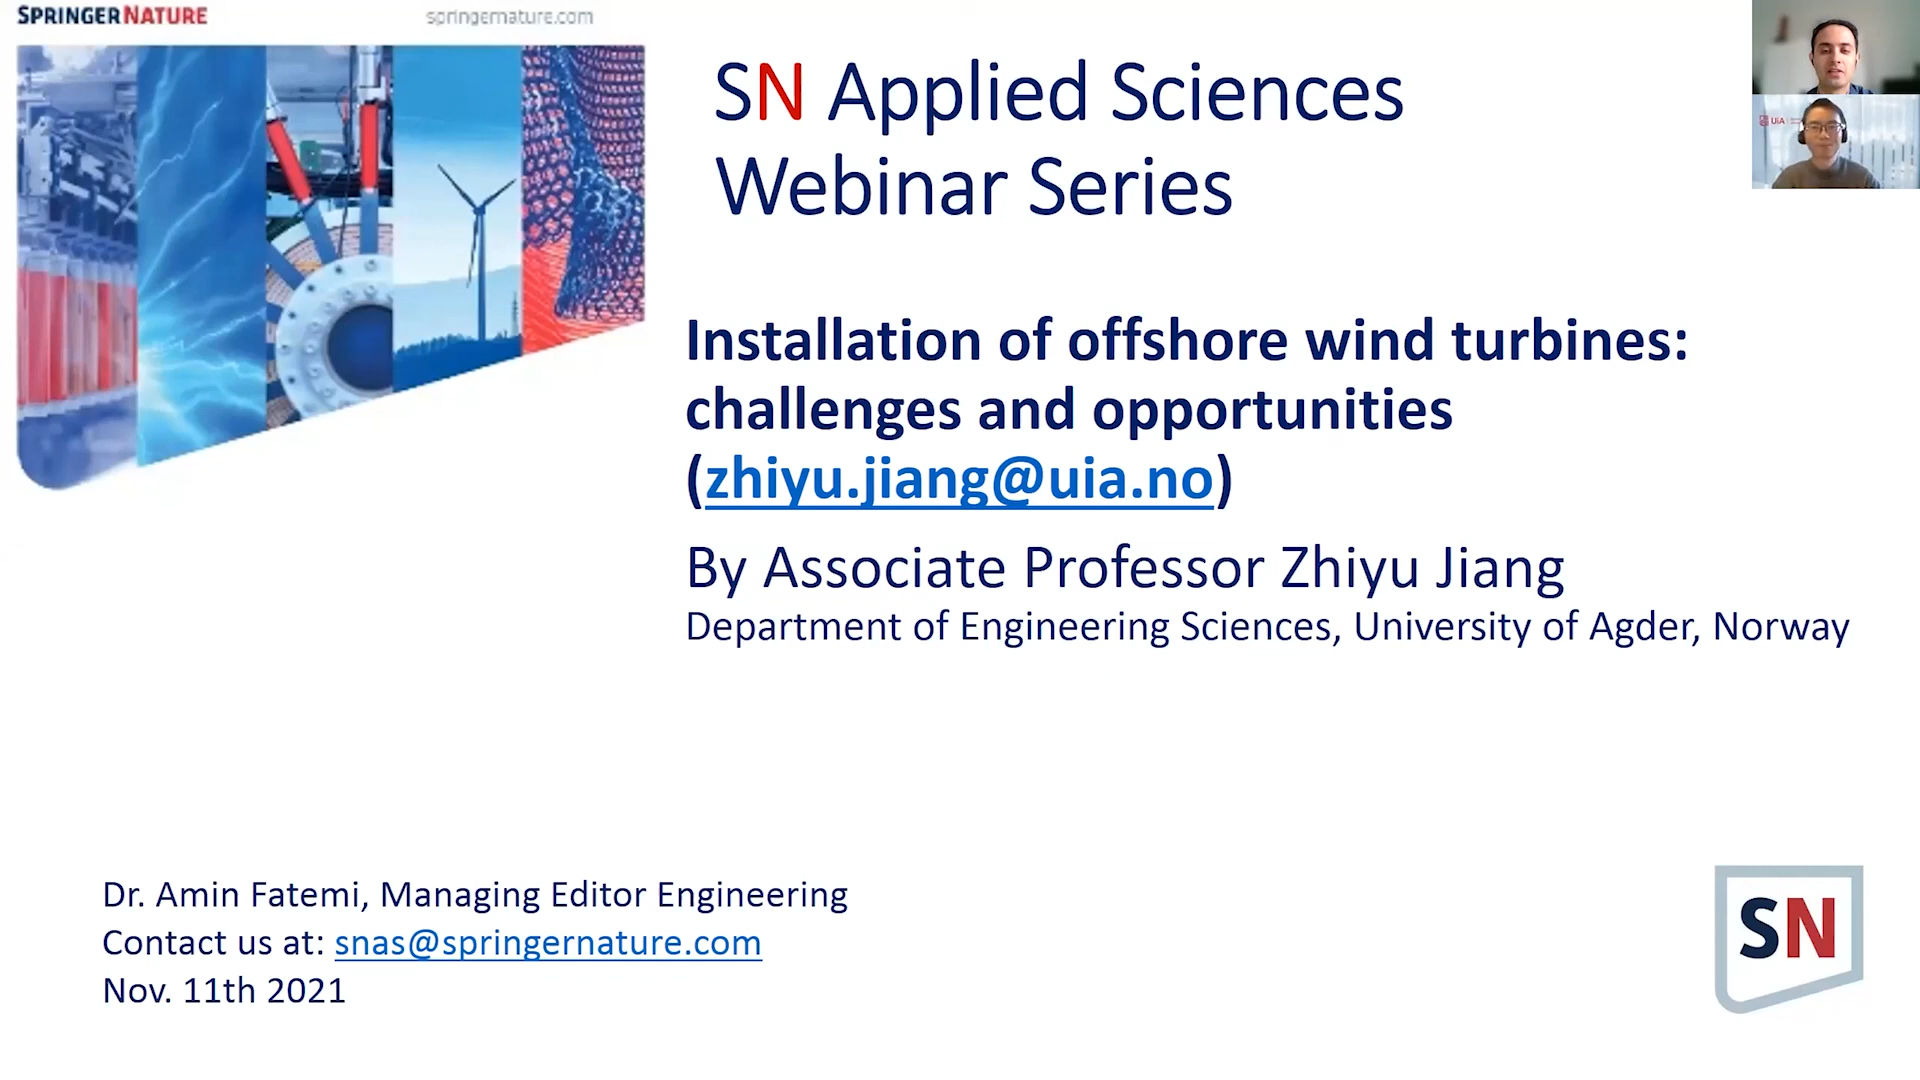 SPRINGER NATURE
springernature.com
SN Applied Sciences
Webinar Series
UiA
Installation of offshore wind turbines:
challenges and opportunities
(zhiyu.jiang@uia.no)
By Associate Professor Zhiyu Jiang
Department of Engineering Sciences, University of Agder, Norway
Dr. Amin Fatemi, Managing Editor Engineering
Contact us at: snas@springernature.com
Nov. 11th 2021
SN